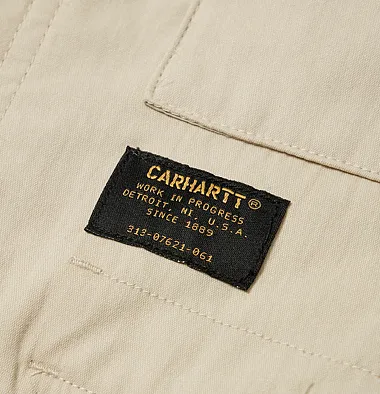 CARHARTT®
WORK IN PROGRESS
DETROIT, MI, U.S.A.
SINCE 1889
313-07621-061